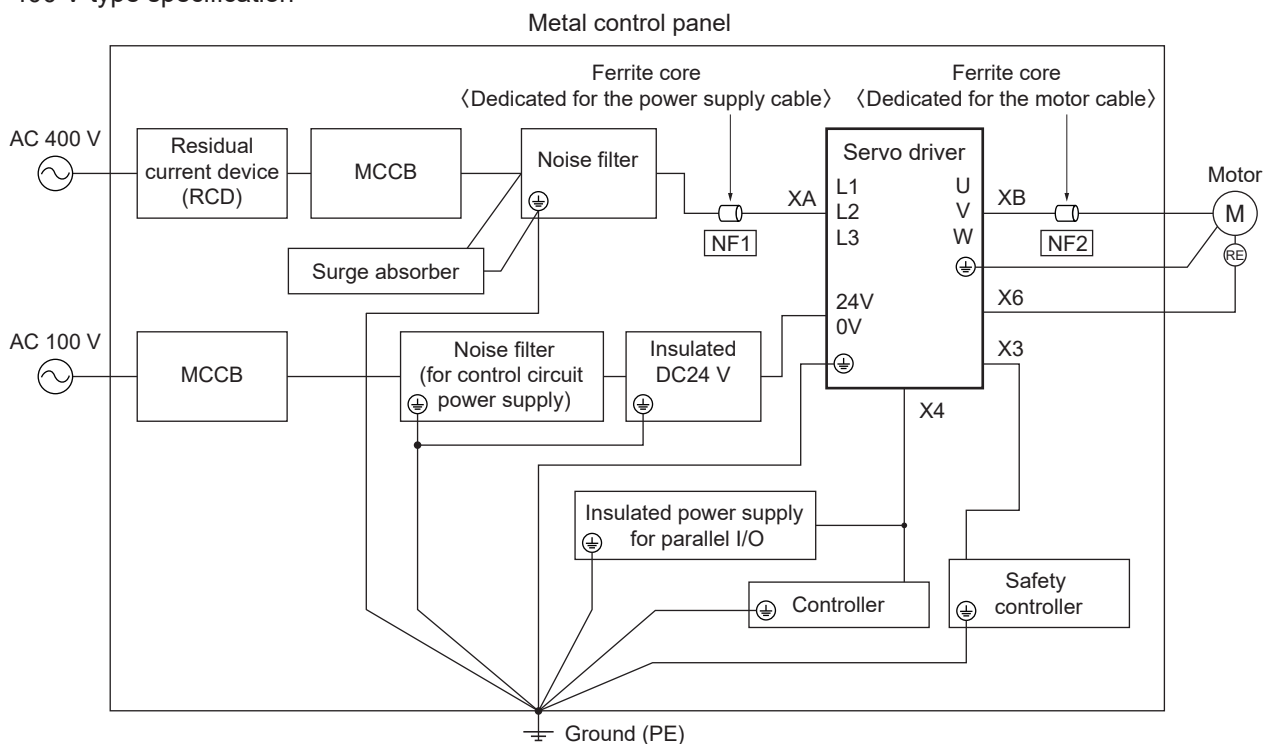 400 V type specification
Metal control panel
Ferrite core
〈Dedicated for the power supply cable〉
Ferrite core
〈Dedicated for the motor cable〉
AC 400 V
Residual
current device
(RCD)
MCCB
Noise filter
Servo driver
Motor
XA
L1
L2
L3
U
V
W
XB
M
NF1
NF2
RE
Surge absorber
24V
0V
X6
AC 100 V
MCCB
Noise filter
(for control circuit
power supply)
Insulated
DC24 V
X3
X4
Insulated power supply
for parallel I/O
Controller
Safety
controller
Ground (PE)